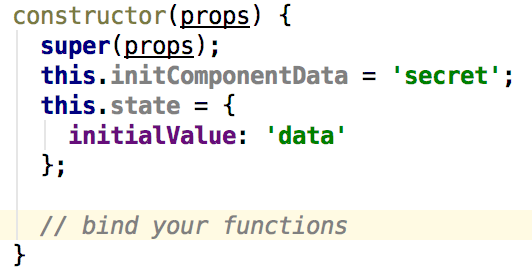 constructor(props) {
  super(props);
  this.initComponentData = 'secret';
  this.state = {
    initialValue: 'data'
  };

  // bind your functions
}